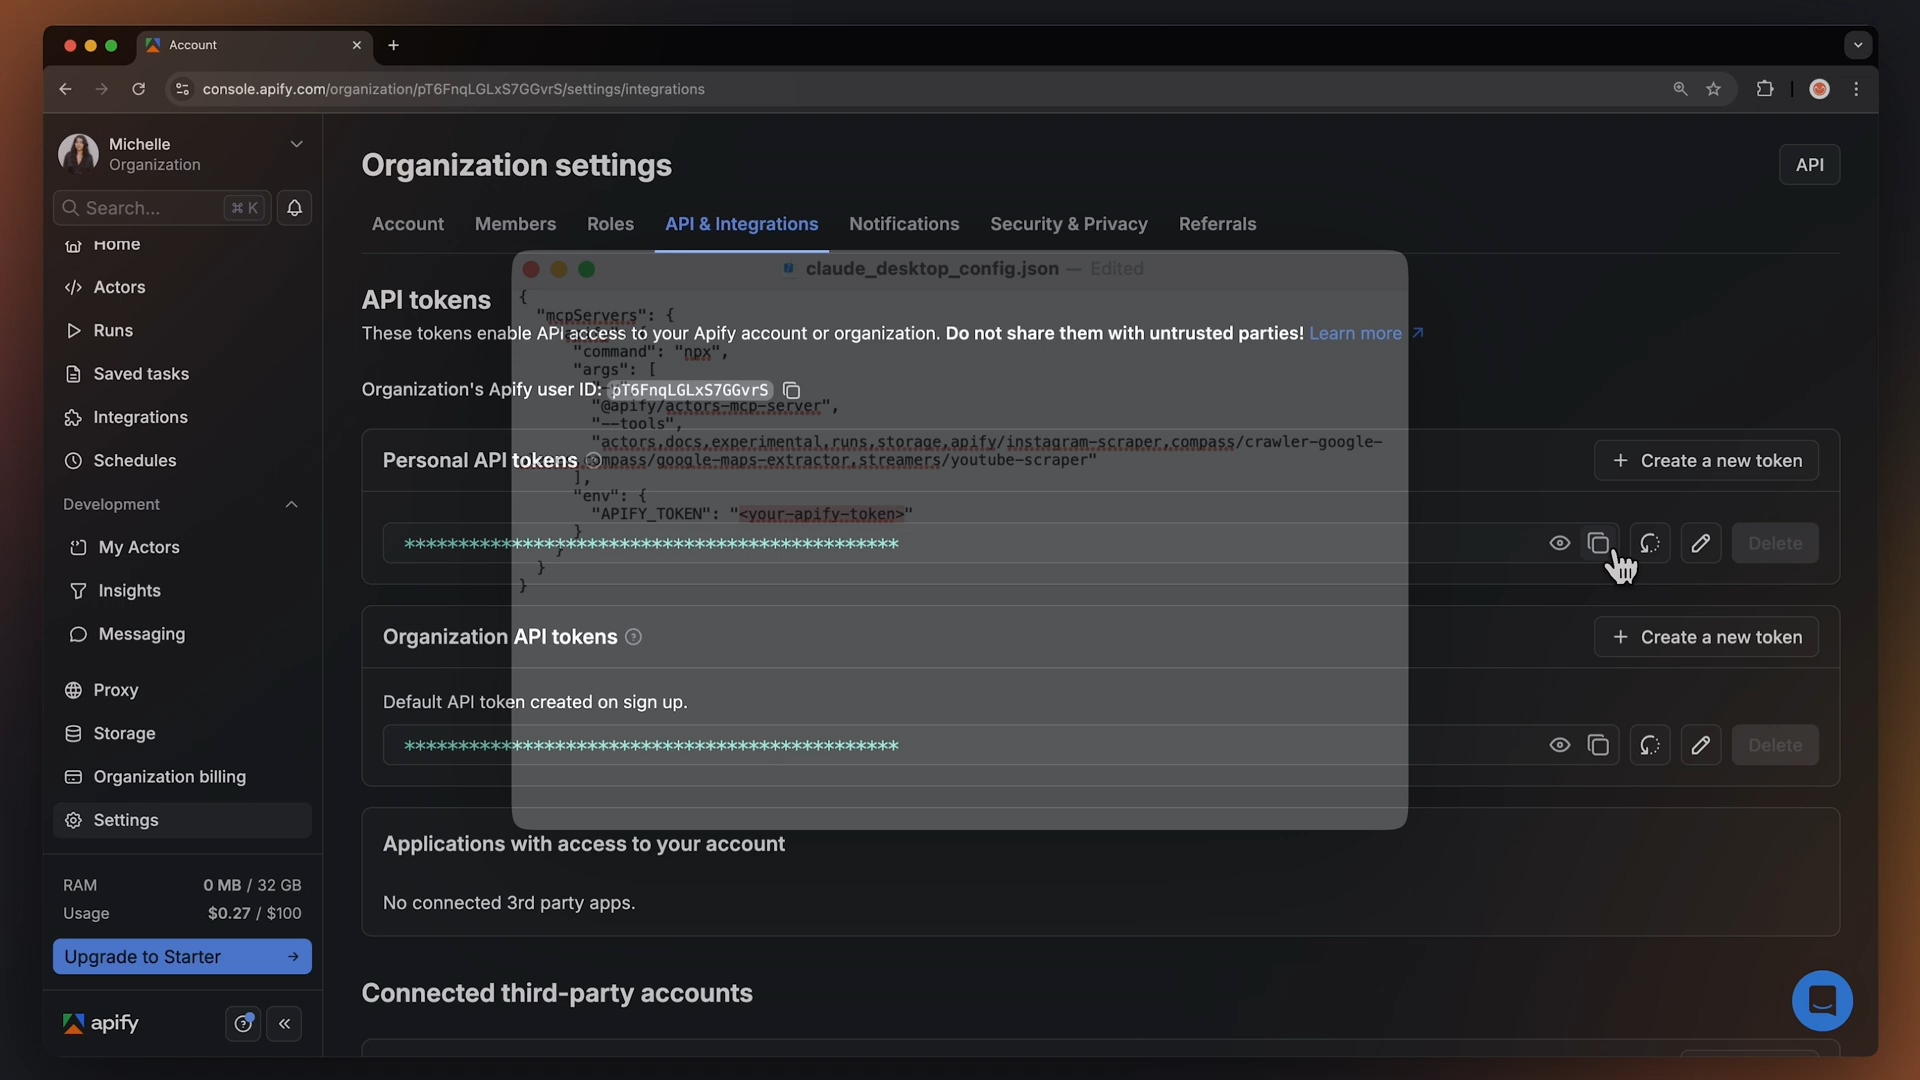 Account
console.apify.com/organization/pT6FnqLGLxS7GGvrS/settings/integrations
Michelle
Organization
Search...
⌘ K
Home
Actors
Runs
Saved tasks
Integrations
Schedules
Development
My Actors
Insights
Messaging
Proxy
Storage
Organization billing
Settings
RAM 0 MB / 32 GB
Usage $0.27 / $100
Upgrade to Starter
apify
Organization settings
API
Account Members Roles API & Integrations Notifications Security & Privacy Referrals
API tokens
These tokens enable API access to your Apify account or organization. Do not share them with untrusted parties! Learn more
Organization's Apify user ID: pT6FnqLGLxS7GGvrS
Personal API tokens
Create a new token
**********************************************
Delete
Organization API tokens
Create a new token
Default API token created on sign up.
**********************************************
Delete
Applications with access to your account
No connected 3rd party apps.
Connected third-party accounts
claude_desktop_config.json — Edited
{
"mcpServers": {
"command": "npx",
"args": [
"@apify/actors-mcp-server",
"--tools",
"actors,docs,experimental,runs,storage,apify/instagram-scraper,compass/crawler-google-
compass/google-maps-extractor,streamers/youtube-scraper"
],
"env": {
"APIFY_TOKEN": "<your-apify-token>"
}
}
}
}